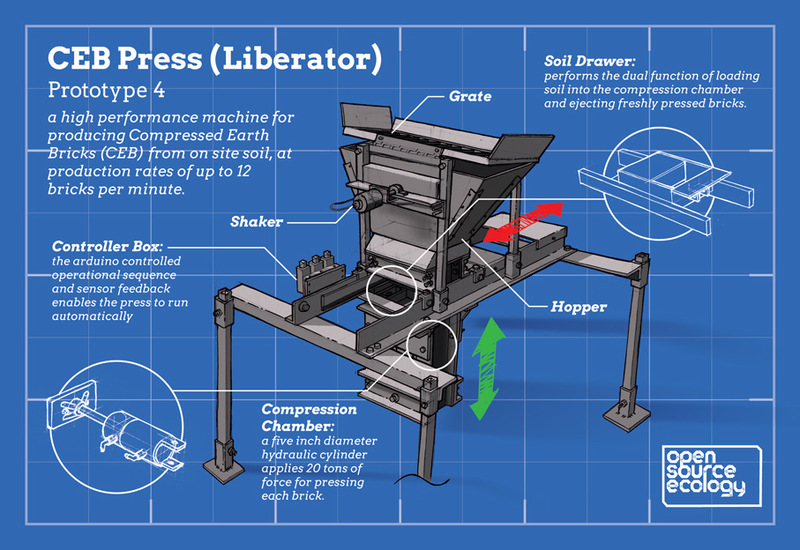 CEB Press (Liberator)
Prototype 4
a high performance machine for
producing Compressed Earth
Bricks (CEB) from on site soil, at
production rates of up to 12
bricks per minute.
Grate
Soil Drawer:
performs the dual function of loading
soil into the compression chamber
and ejecting freshly pressed bricks.
Shaker
Controller Box:
the arduino controlled
operational sequence
and sensor feedback
enables the press to run
automatically
Hopper
Compression
Chamber:
a five inch diameter
hydraulic cylinder
applies 20 tons of
force for pressing
each brick.
open
source
ecology